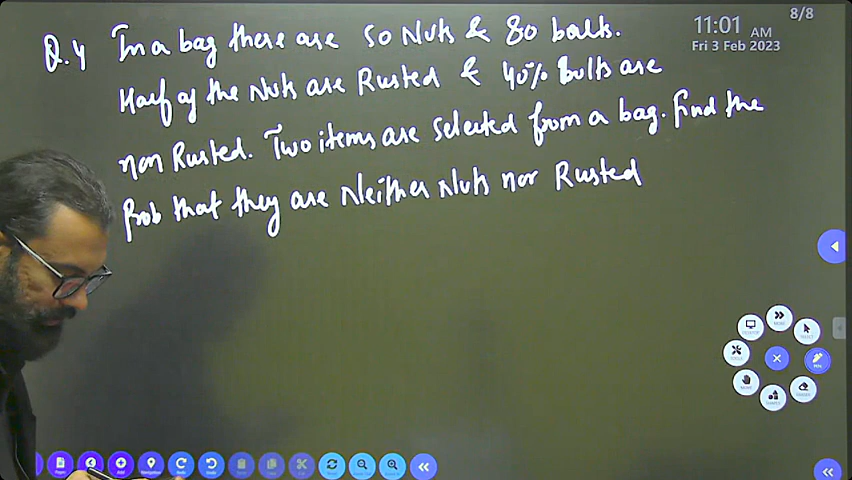 8/8
11:01 AM
Fri 3 Feb 2023
Q.4 In a bag there are 50 Nuts & 80 balts.
Half of the Nuts are Rusted & 40% Bults are
non Rusted. Two items are selected from a bag. find the
Prob that they are Neither Nuts nor Rusted